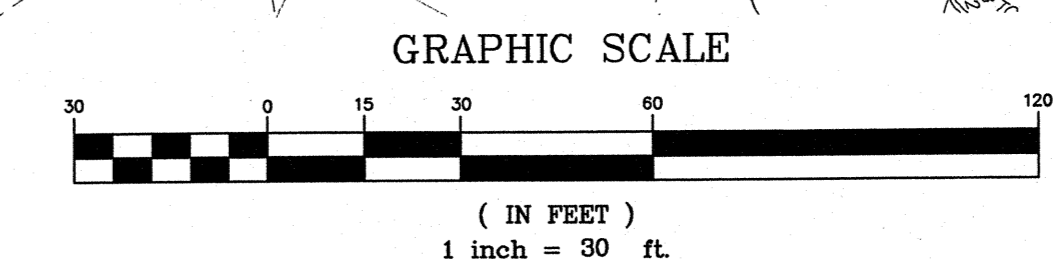 GRAPHIC SCALE
30 0 15 30 60 120
( IN FEET )
1 inch = 30 ft.